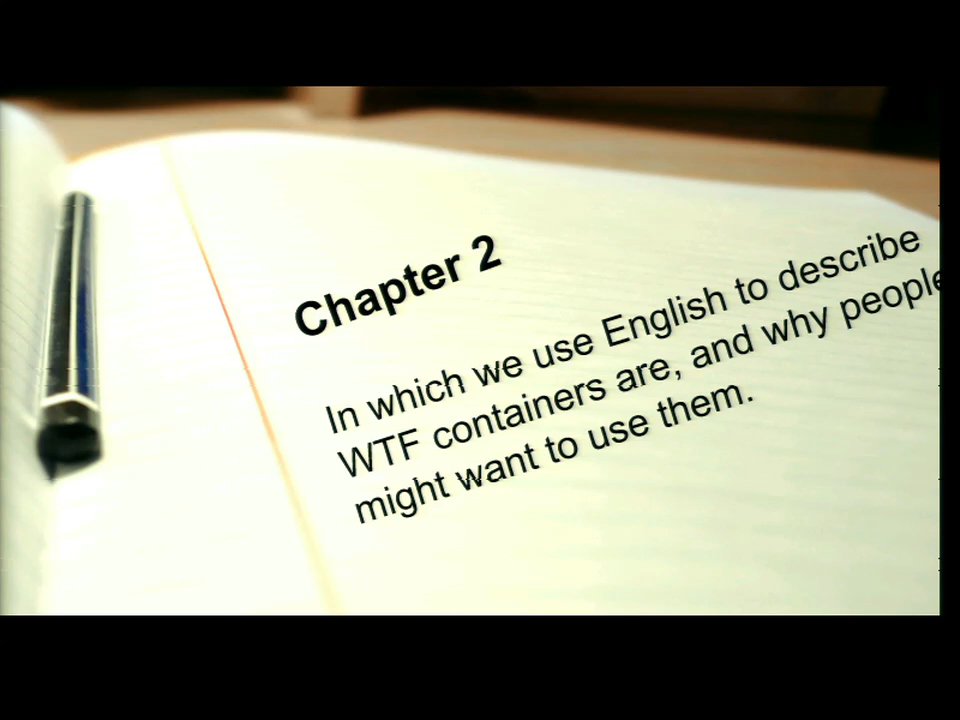 Chapter 2
In which we use English to describe
WTF containers are, and why people
might want to use them.